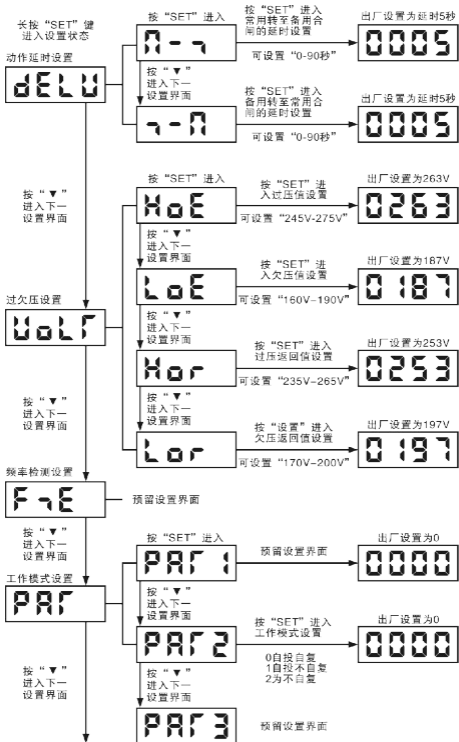 长按“SET”键
进入设置状态
动作延时设置
dELU
按“SET”进入
n-┐
按“SET”进入
常用转至备用合
闸的延时设置
可设置“0-90秒”
出厂设置为延时5秒
0005
按“▼”
进入下一
设置界面
┐-n
按“SET”进入
备用转至常用合
闸的延时设置
可设置“0-90秒”
出厂设置为延时5秒
0005
按“▼”
进入下一
设置界面
过欠压设置
UoLT
按“SET”进入
HoE
按“SET”进
入过压值设置
可设置“245V-275V”
出厂设置为263V
0263
按“▼”
进入下一
设置界面
LoE
按“SET”进
入欠压值设置
可设置“160V-190V”
出厂设置为187V
0187
按“▼”
进入下一
设置界面
Hor
按“SET”进入
过压返回值设置
可设置“235V-265V”
出厂设置为253V
0253
按“▼”
进入下一
设置界面
Lor
按“设置”进入
欠压返回值设置
可设置“170V-200V”
出厂设置为197V
0197
按“▼”
进入下一
设置界面
频率检测设置
F┐E
预留设置界面
按“▼”
进入下一
设置界面
工作模式设置
PAT
按“SET”进入
PAT1
预留设置界面
出厂设置为0
0000
按“▼”
进入下一
设置界面
PAT2
按“SET”进入
工作模式设置
0自投自复
1自投不自复
2为不自复
出厂设置为0
0000
按“▼”
进入下一
设置界面
PAT3
预留设置界面
按“▼”
进入下一
设置界面